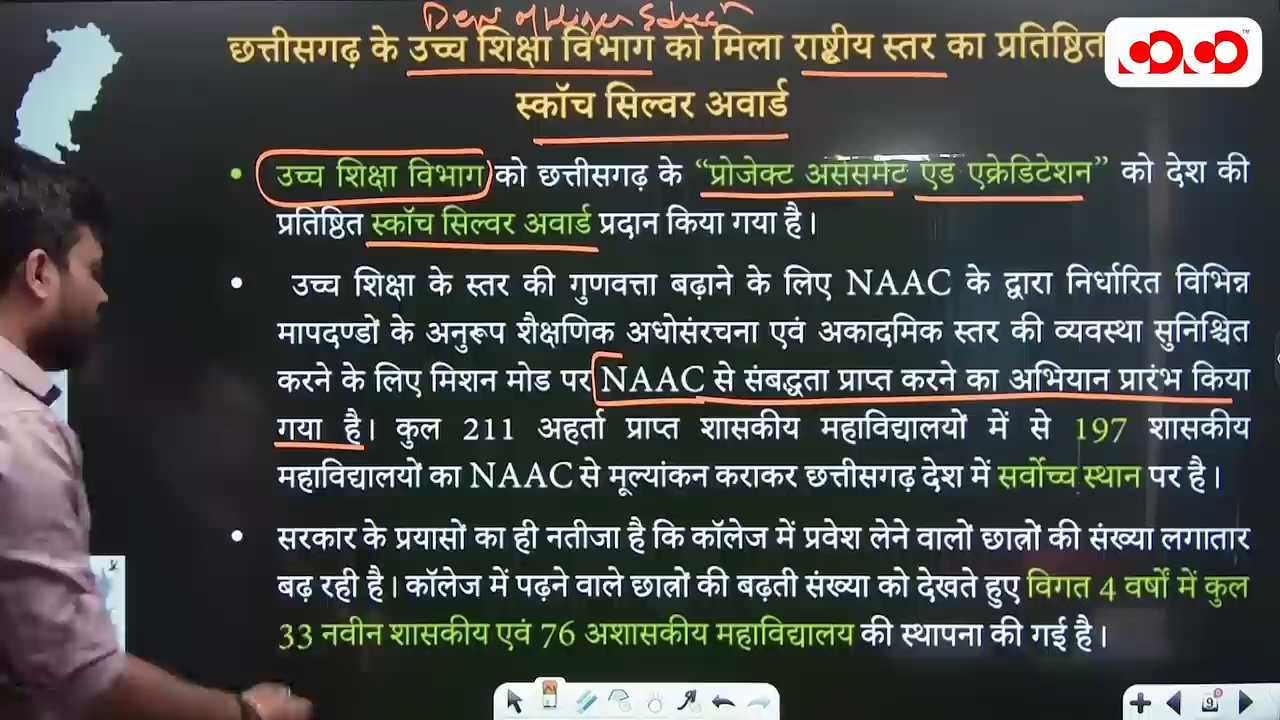 Dep of Higer
छत्तीसगढ़ के उच्च शिक्षा विभाग को मिला राष्ट्रीय स्तर का प्रतिष्ठित
स्कॉच सिल्वर अवार्ड
• उच्च शिक्षा विभाग को छत्तीसगढ़ के “प्रोजेक्ट असेसमेंट एंड एक्रेडिटेशन” को देश की
प्रतिष्ठित स्कॉच सिल्वर अवार्ड प्रदान किया गया है।
• उच्च शिक्षा के स्तर की गुणवत्ता बढ़ाने के लिए NAAC के द्वारा निर्धारित विभिन्न
मापदण्डों के अनुरूप शैक्षणिक अधोसंरचना एवं अकादमिक स्तर की व्यवस्था सुनिश्चित
करने के लिए मिशन मोड पर NAAC से संबद्धता प्राप्त करने का अभियान प्रारंभ किया
गया है। कुल 211 अहर्ता प्राप्त शासकीय महाविद्यालयों में से 197 शासकीय
महाविद्यालयों का NAAC से मूल्यांकन कराकर छत्तीसगढ़ देश में सर्वोच्च स्थान पर है।
• सरकार के प्रयासों का ही नतीजा है कि कॉलेज में प्रवेश लेने वालों छात्रों की संख्या लगातार
बढ़ रही है। कॉलेज में पढ़ने वाले छात्रों की बढ़ती संख्या को देखते हुए विगत 4 वर्षों में कुल
33 नवीन शासकीय एवं 76 अशासकीय महाविद्यालय की स्थापना की गई है।
9